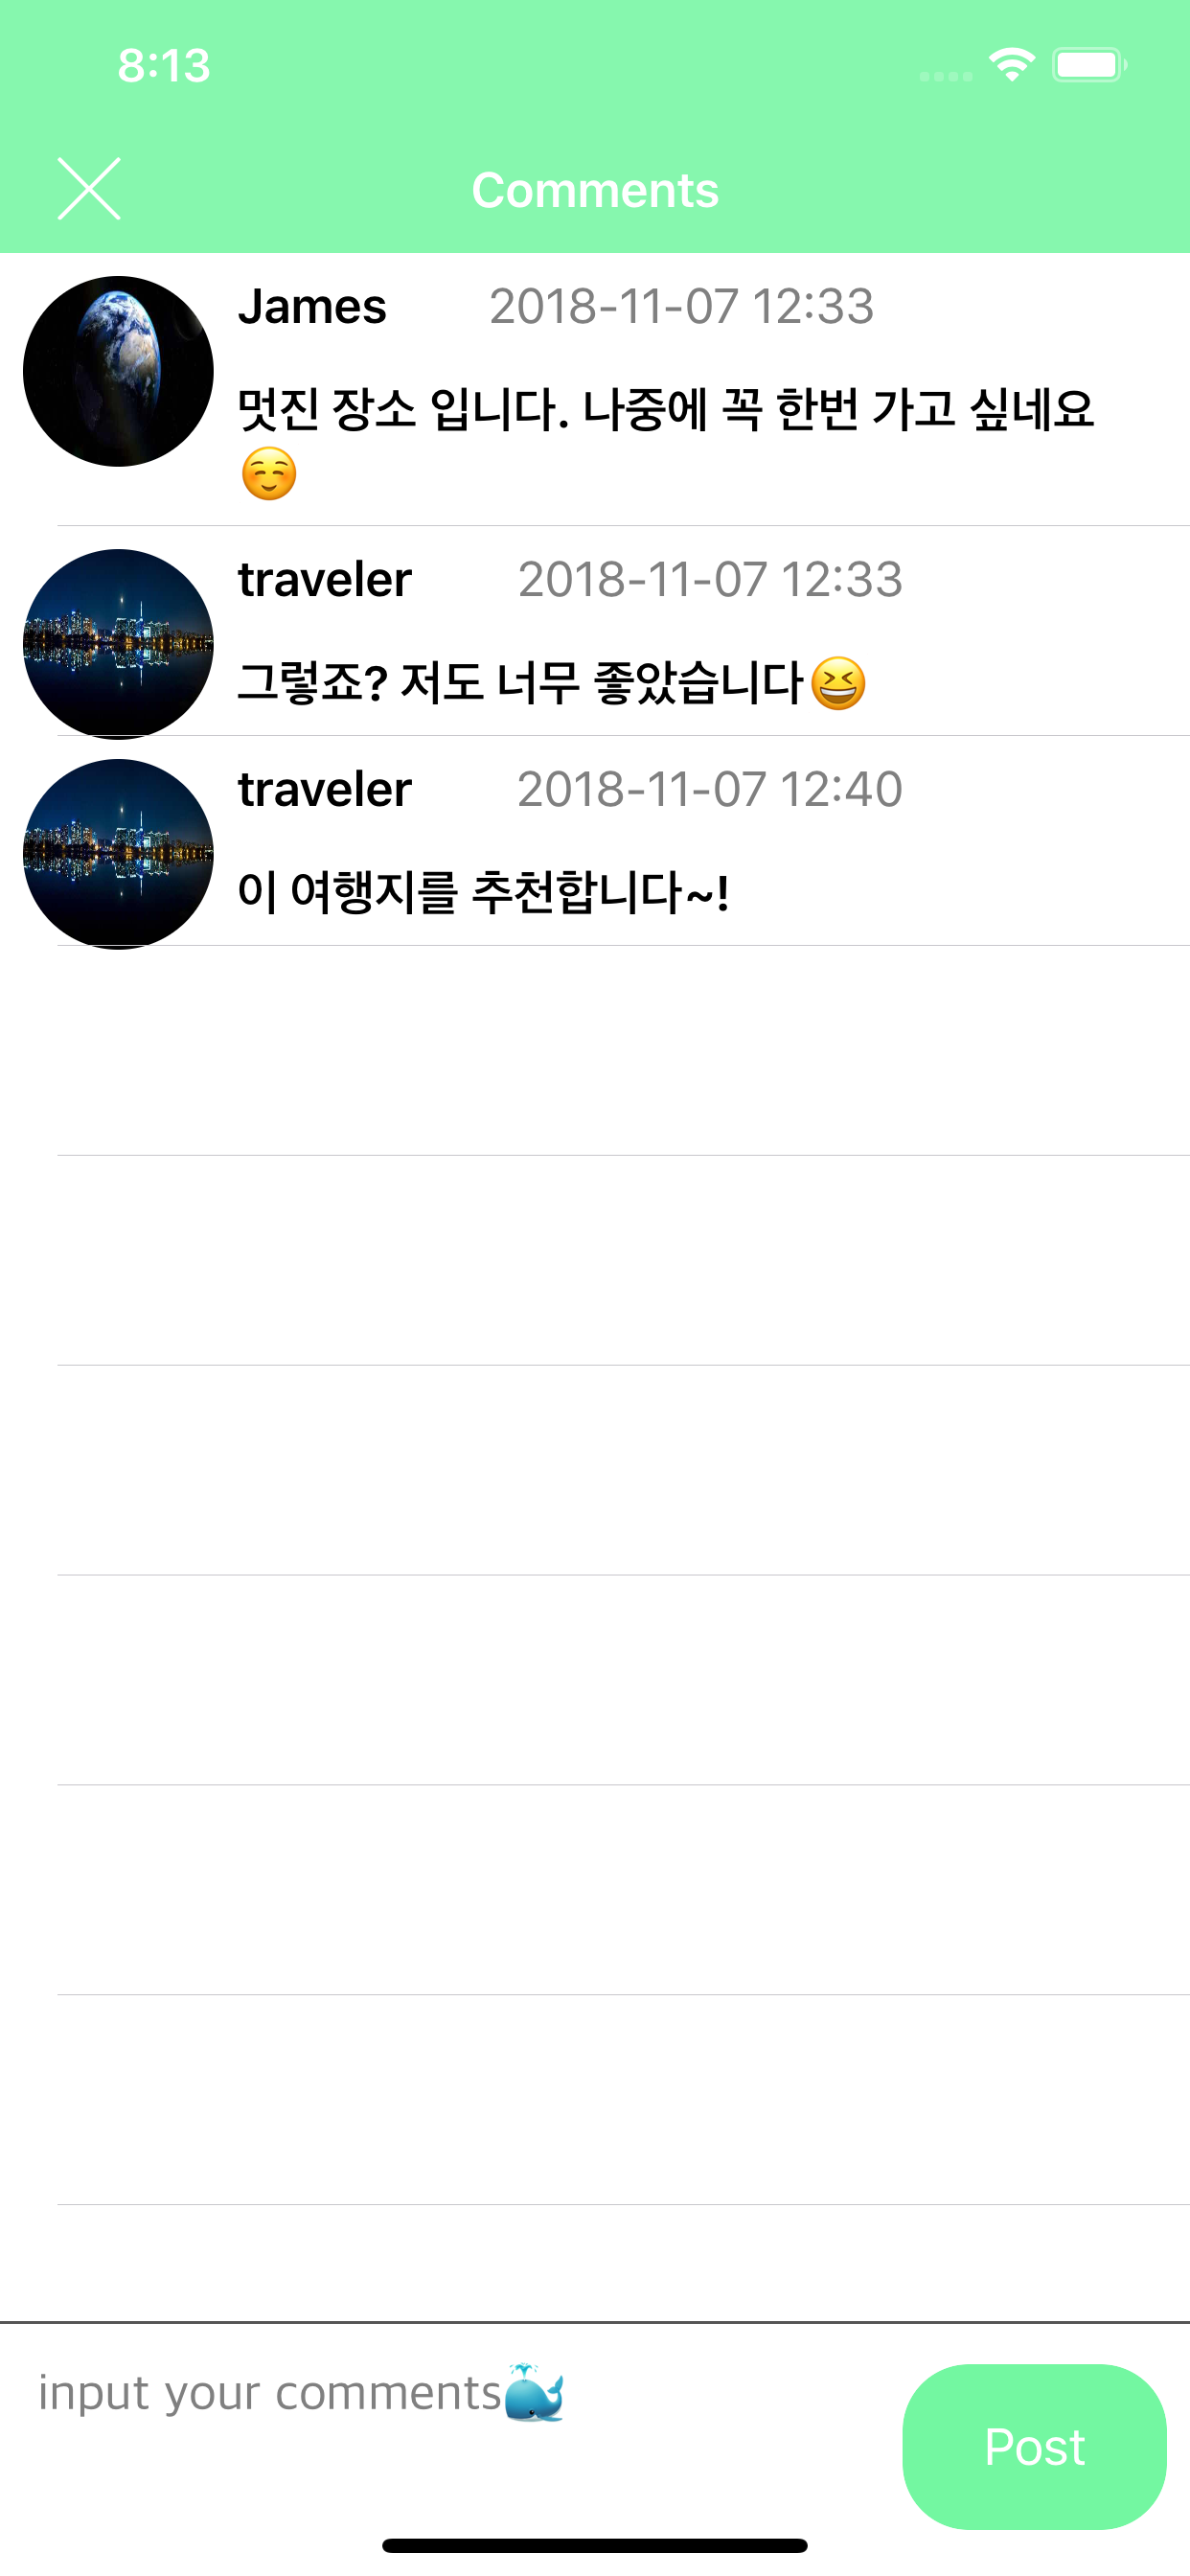 8:13
Comments
James 2018-11-07 12:33
멋진 장소 입니다. 나중에 꼭 한번 가고 싶네요
☺️
traveler 2018-11-07 12:33
그렇죠? 저도 너무 좋았습니다😆
traveler 2018-11-07 12:40
이 여행지를 추천합니다~!
input your comments🐳
Post